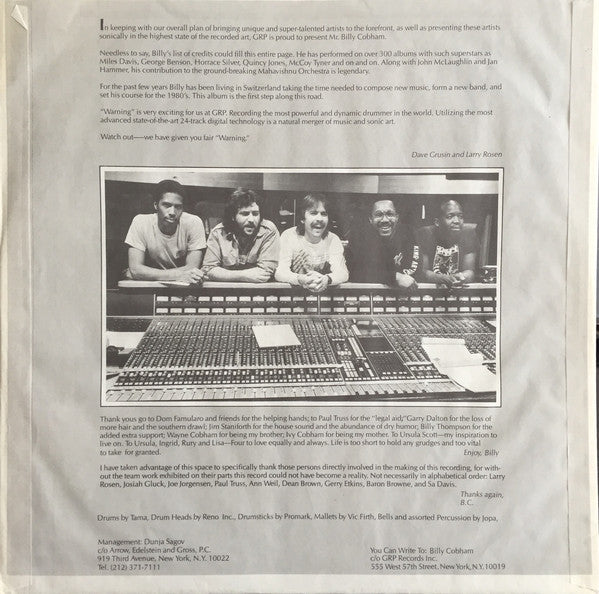 In keeping with our overall plan of bringing unique and super-talented artists to the forefront, as well as presenting these artists
sonically in the highest state of the recorded art, GRP is proud to present Mr. Billy Cobham.
Needless to say, Billy's list of credits could fill this entire page. He has performed on over 300 albums with such superstars as
Miles Davis, George Benson, Horrace Silver, Quincy Jones, McCoy Tyner and on and on. Along with John McLaughlin and Jan
Hammer, his contribution to the ground-breaking Mahavishnu Orchestra is legendary.
For the past few years Billy has been living in Switzerland taking the time needed to compose new music, form a new band, and
set his course for the 1980's. This album is the first step along this road.
"Warning" is very exciting for us at GRP. Recording the most powerful and dynamic drummer in the world. Utilizing the most
advanced state-of-the-art 24-track digital technology is a natural merger of music and sonic art.
Watch out—we have given you fair "Warning."
Dave Grusin and Larry Rosen
Thank yous go to Dom Famularo and friends for the helping hands; to Paul Truss for the "legal aid;" Garry Dalton for the loss of
more hair and the southern drawl; Jim Staniforth for the house sound and the abundance of dry humor; Billy Thompson for the
added extra support; Wayne Cobham for being my brother; Ivy Cobham for being my mother. To Ursula Scott—my inspiration to
live on. To Ursula, Ingrid, Rury and Lisa—Four to love equally and always. Life is too short to hold any grudges and too vital
to take for granted. Enjoy, Billy
I have taken advantage of this space to specifically thank those persons directly involved in the making of this recording, for with-
out the team work exhibited on their parts this record could not have become a reality. Not necessarily in alphabetical order: Larry
Rosen, Josiah Gluck, Joe Jorgensen, Paul Truss, Ann Weil, Dean Brown, Gerry Etkins, Baron Browne, and Sa Davis.
Thanks again,
B.C.
Drums by Tama, Drum Heads by Remo Inc., Drumsticks by Promark, Mallets by Vic Firth, Bells and assorted Percussion by Jopa,
Management: Dunja Sagov
c/o Arrow, Edelstein and Gross, P.C.
919 Third Avenue, New York, N.Y. 10022
Tel. (212) 371-7111
You Can Write To: Billy Cobham
c/o GRP Records Inc.
555 West 57th Street, New York, N.Y. 10019